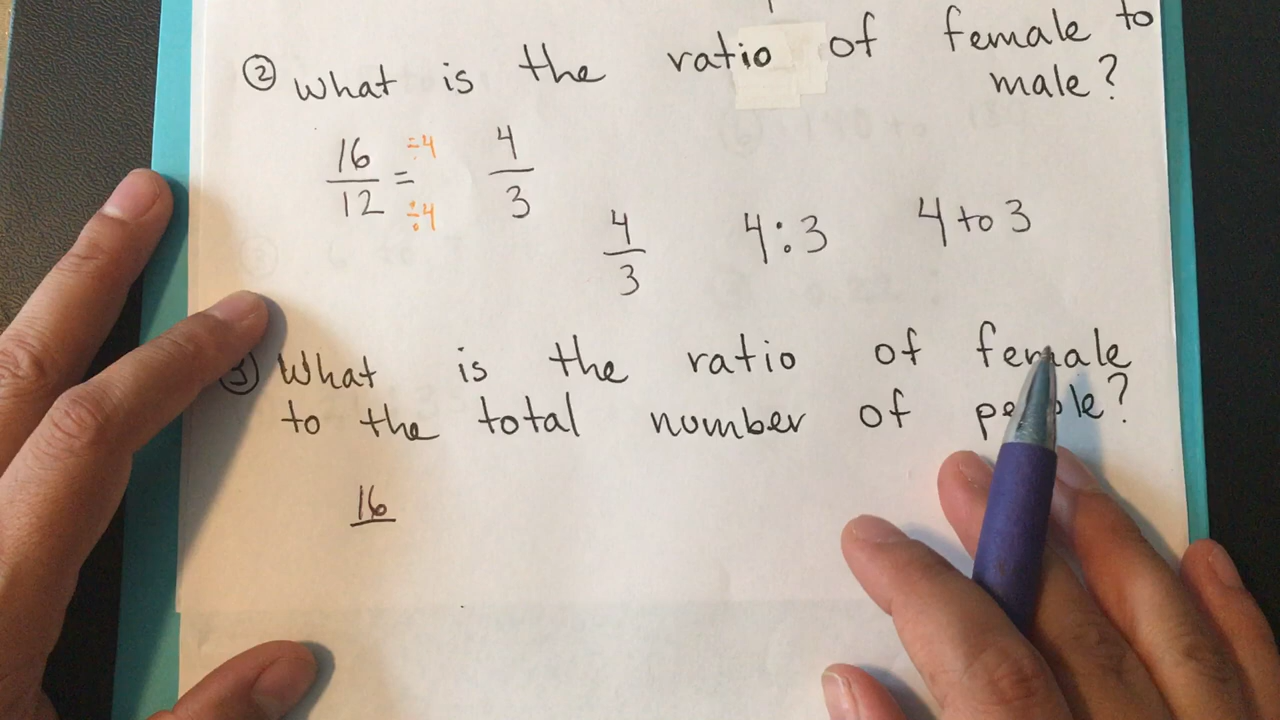 ② What is the ratio of female to
male?
16/12 = ÷4 ÷4 4/3
4/3 4:3 4 to 3
③ What is the ratio of female
to the total number of people?
16